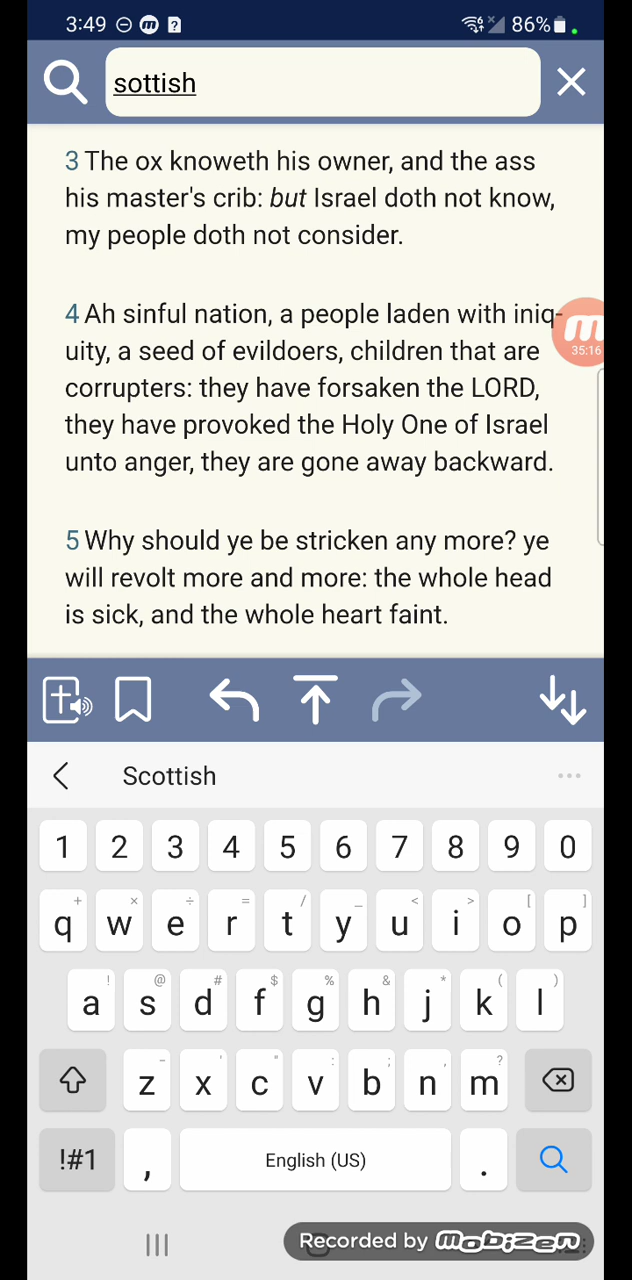 3:49 m ? 6 86%
sottish
3 The ox knoweth his owner, and the ass
his master's crib: but Israel doth not know,
my people doth not consider.
4 Ah sinful nation, a people laden with iniq-
uity, a seed of evildoers, children that are
corrupters: they have forsaken the LORD,
they have provoked the Holy One of Israel
unto anger, they are gone away backward.
m
35:16
5 Why should ye be stricken any more? ye
will revolt more and more: the whole head
is sick, and the whole heart faint.
Scottish
1 2 3 4 5 6 7 8 9 0
+ × ÷ = / _ < > [ ]
q w e r t y u i o p
! @ # $ % & * ( )
a s d f g h j k l
- ' " : ; , ?
z x c v b n m
!#1 , English (US) .
Recorded by mobizen